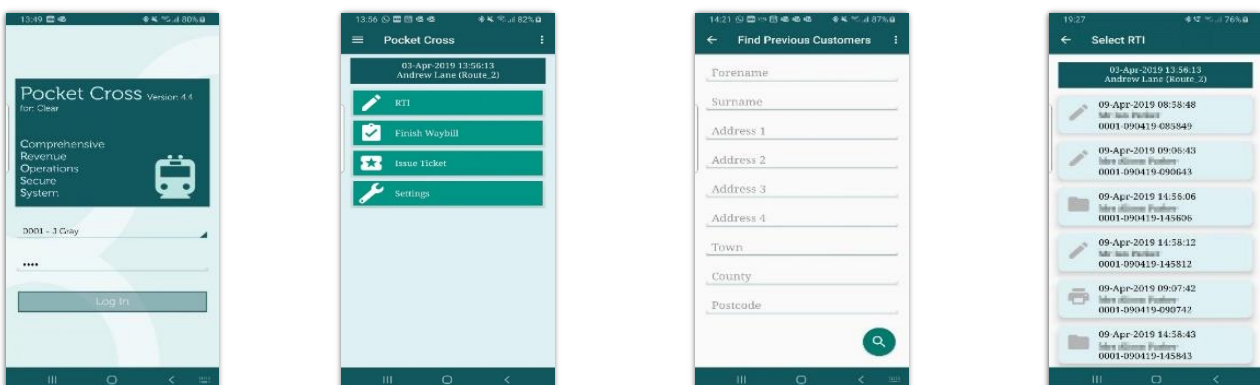 13:49
80%
Pocket Cross Version: 4.4
for: Clear
Comprehensive
Revenue
Operations
Secure
System
0001 - J Gray
••••
Log In
13:56
82%
Pocket Cross
03-Apr-2019 13:56:13
Andrew Lane (Route_2)
RTI
Finish Waybill
Issue Ticket
Settings
14:21
87%
Find Previous Customers
Forename
Surname
Address 1
Address 2
Address 3
Address 4
Town
County
Postcode
19:27
76%
Select RTI
03-Apr-2019 13:56:13
Andrew Lane (Route_2)
09-Apr-2019 08:58:48
0001-090419-085849
09-Apr-2019 09:06:43
0001-090419-090643
09-Apr-2019 14:56:06
0001-090419-145606
09-Apr-2019 14:58:12
0001-090419-145812
09-Apr-2019 09:07:42
0001-090419-090742
09-Apr-2019 14:58:43
0001-090419-145843